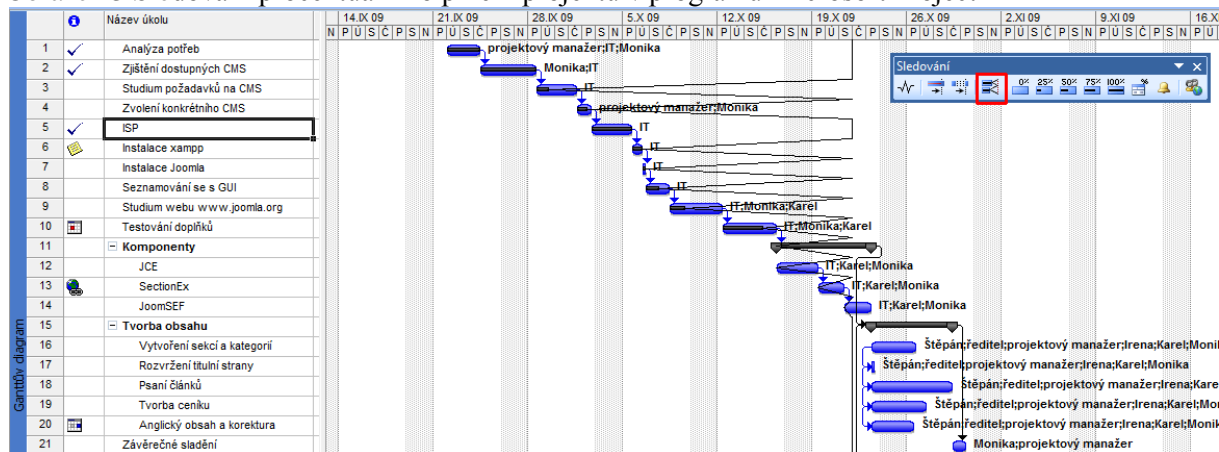 Název úkolu
14.IX 09 21.IX 09 28.IX 09 5.X 09 12.X 09 19.X 09 26.X 09 2.XI 09 9.XI 09 16.X
N P Ú S Č P S N P Ú S Č P S N P Ú S Č P S N P Ú S Č P S N P Ú S Č P S N P Ú S Č P S N P Ú S Č P S N P Ú S Č P S N P Ú S Č P S N P Ú
1 Analýza potřeb projektový manažer;IT;Monika
2 Zjištění dostupných CMS Monika;IT
Sledování
0% 25% 50% 75% 100% %
3 Studium požadavků na CMS IT
4 Zvolení konkrétního CMS projektový manažer;Monika
5 ISP IT
6 Instalace xampp IT
7 Instalace Joomla IT
8 Seznamování se s GUI IT
9 Studium webu www.joomla.org IT;Monika;Karel
10 Testování doplňků IT;Monika;Karel
11 Komponenty
12 JCE IT;Karel;Monika
13 SectionEx IT;Karel;Monika
14 JoomSEF IT;Karel;Monika
15 Tvorba obsahu
16 Vytvoření sekcí a kategorií Štěpán;ředitel;projektový manažer;Irena;Karel;Moni
17 Rozvržení titulní strany Štěpán;ředitel;projektový manažer;Irena;Karel;Monika
18 Psaní článků Štěpán;ředitel;projektový manažer;Irena;Kare
19 Tvorba ceníku Štěpán;ředitel;projektový manažer;Irena;Karel;Mon
20 Anglický obsah a korektura Štěpán;ředitel;projektový manažer;Irena;Karel;Moni
21 Závěrečné sladění Monika;projektový manažer
Ganttův diagram